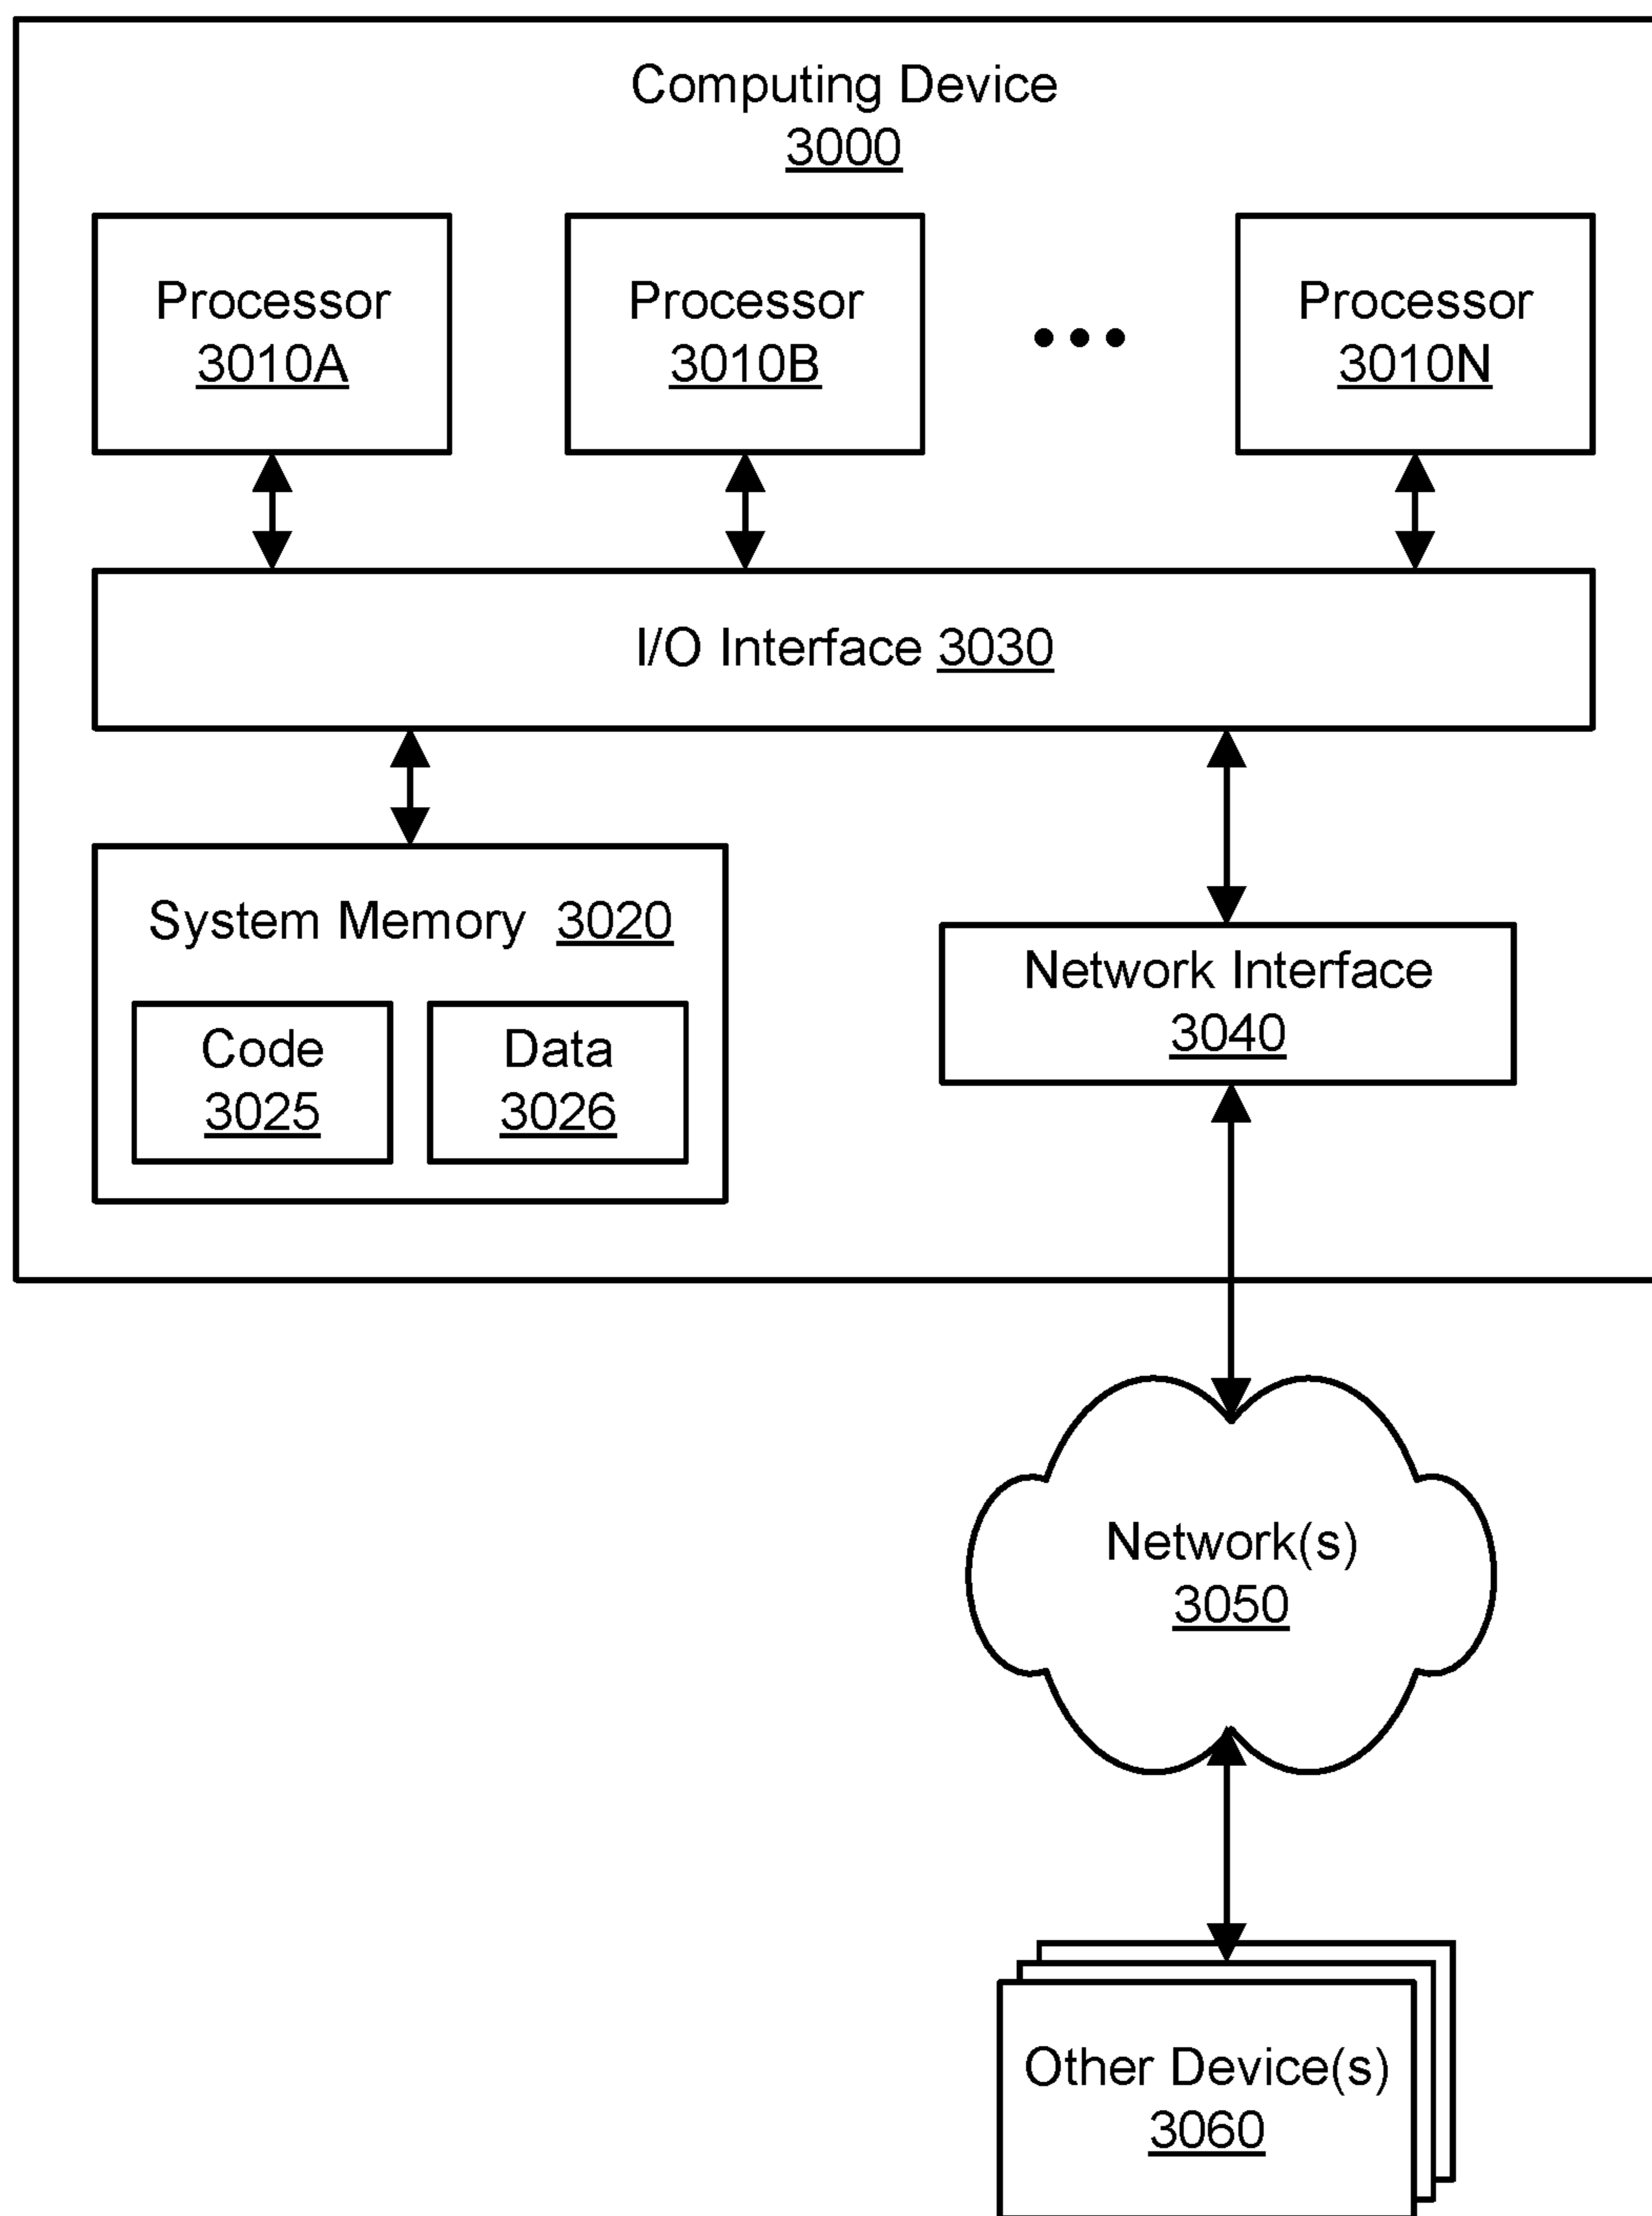 Computing Device
3000
Processor
3010A
Processor
3010B
Processor
3010N
I/O Interface 3030
System Memory 3020
Code
3025
Data
3026
Network Interface
3040
Network(s)
3050
Other Device(s)
3060